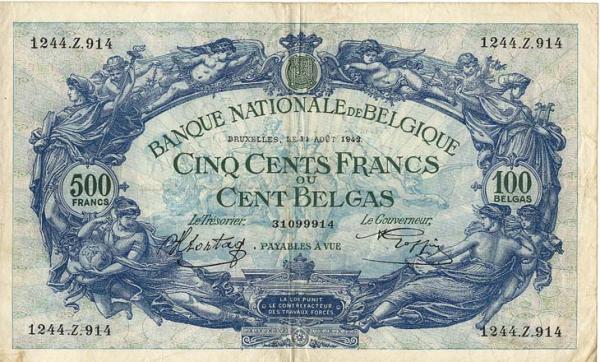 1244.Z.914 1244.Z.914
BANQUE NATIONALE DE BELGIQUE
BRUXELLES, LE 11 AOÛT 1943.
CINQ CENTS FRANCS
OU
CENT BELGAS
500
FRANCS
100
BELGAS
Le Trésorier, 31099914 Le Gouverneur,
. PAYABLES À VUE
LA LOI PUNIT
LE CONTREFACTEUR
DES TRAVAUX FORCÉS
1244.Z.914 1244.Z.914